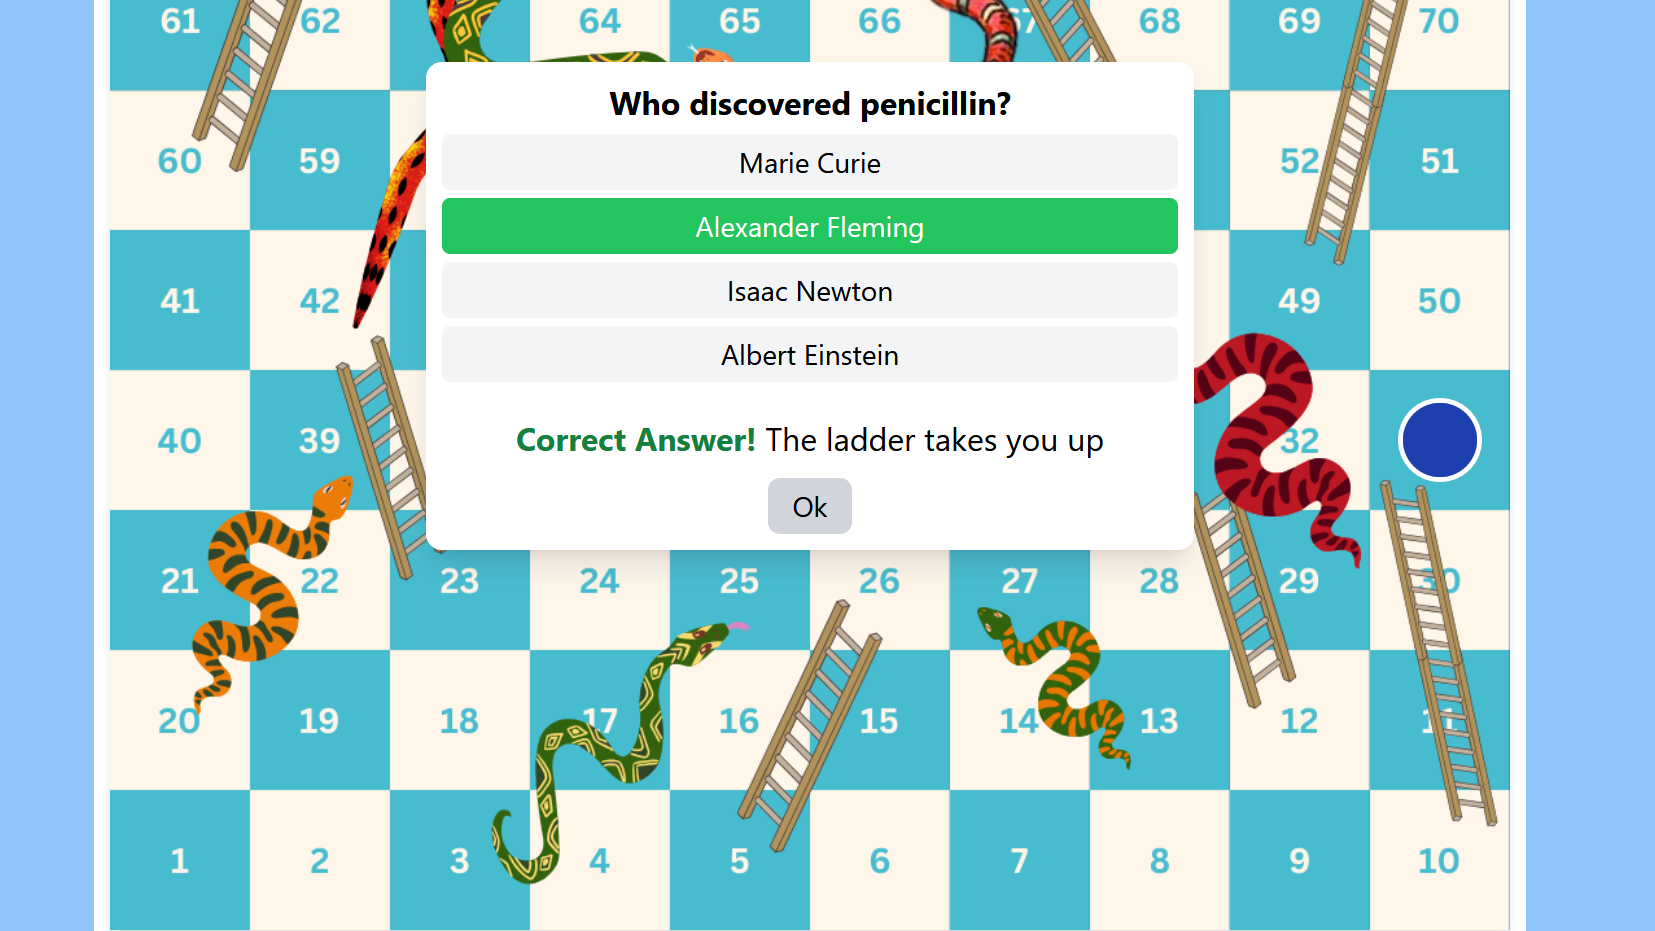 61 62 64 65 66 67 68 69 70
Who discovered penicillin?
Marie Curie
60 59 52 51
Alexander Fleming
Isaac Newton
41 42 49 50
Albert Einstein
Correct Answer! The ladder takes you up
40 39 32
Ok
21 22 23 24 25 26 27 28 29 30
20 19 18 17 16 15 14 13 12 11
1 2 3 4 5 6 7 8 9 10